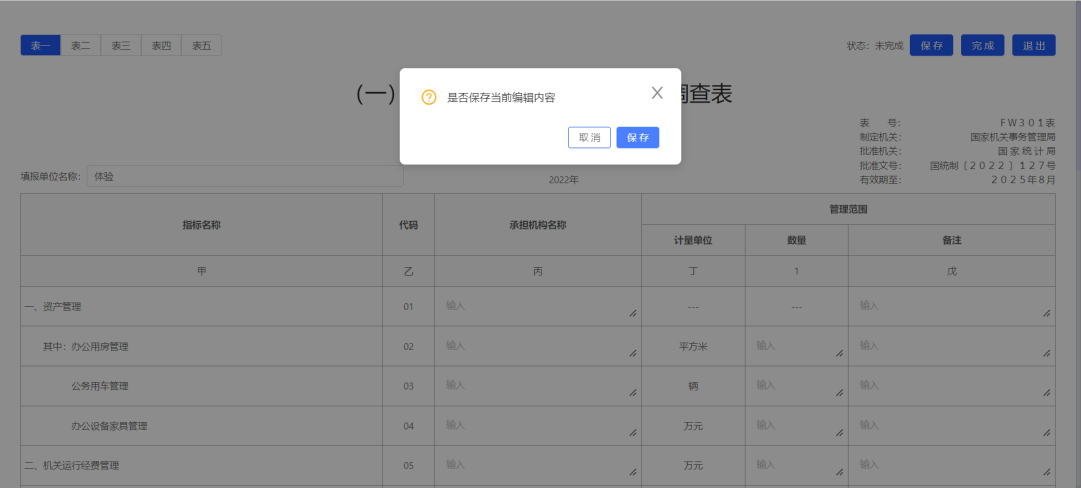 表一 表二 表三 表四 表五 状态：未完成 保存 完成 退出
(一) 调查表
是否保存当前编辑内容
取消 保存
表 号： FW301表
制定机关： 国家机关事务管理局
批准机关： 国家统计局
批准文号： 国统制〔2022〕127号
有效期至： 2025年8月
填报单位名称： 体验 2022年
指标名称 代码 承担机构名称 管理范围
计量单位 数量 备注
甲 乙 丙 丁 1 戊
一、资产管理 01 输入 --- --- 输入
其中：办公用房管理 02 输入 平方米 输入 输入
公务用车管理 03 输入 辆 输入 输入
办公设备家具管理 04 输入 万元 输入 输入
二、机关运行经费管理 05 输入 万元 输入 输入